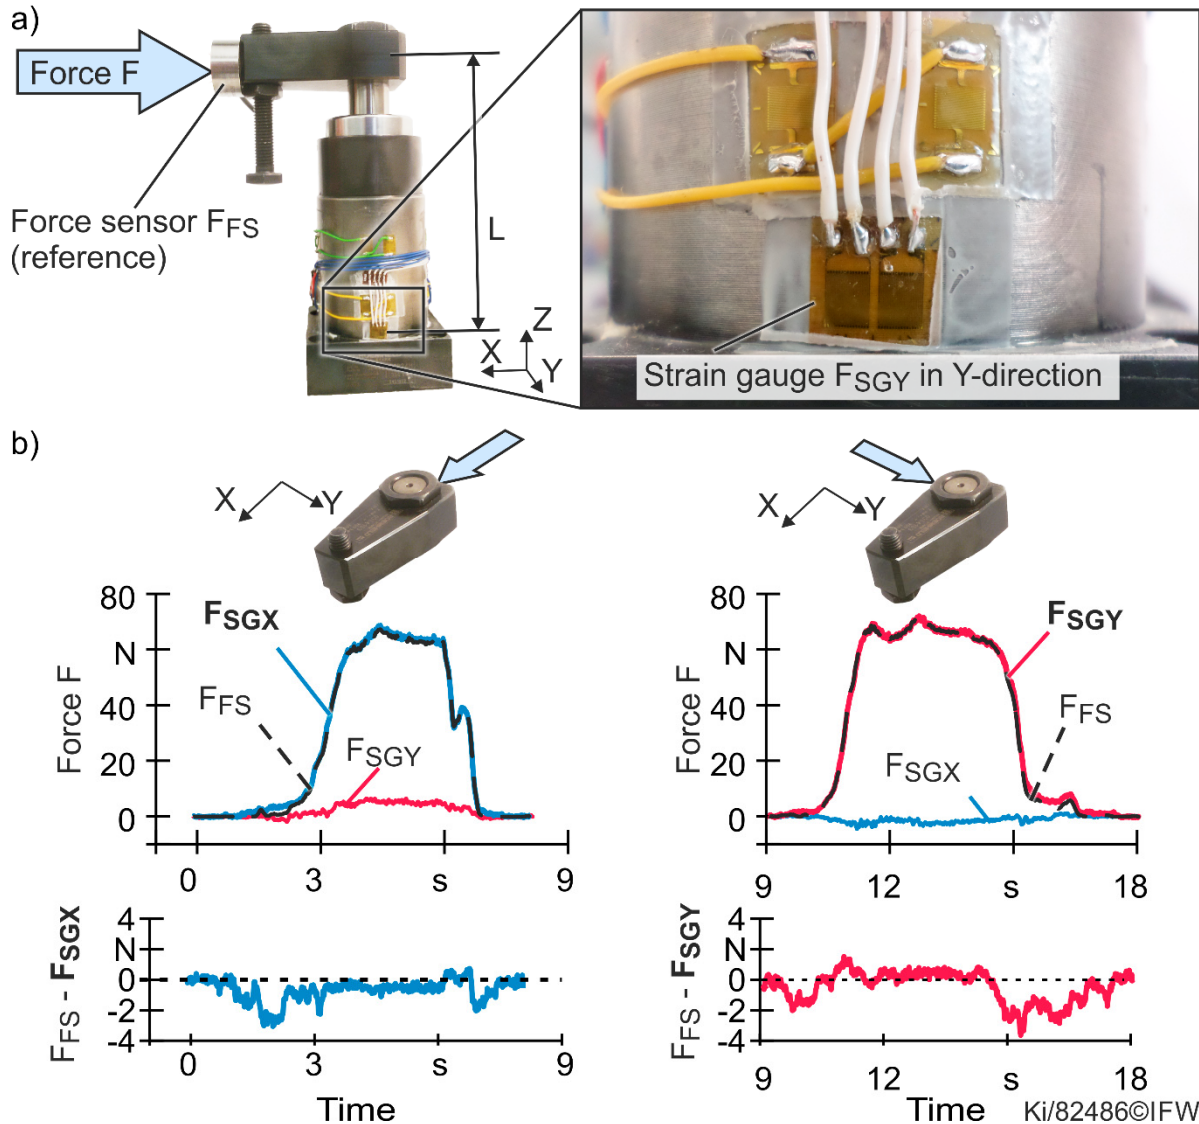 a)
Force F
Force sensor FFS
(reference)
L
Z
X
Y
Strain gauge FSGY in Y-direction
b)
X
Y
X
Y
80
N
40
20
0
Force F
FSGX
FFS
FSGY
0
3
s
9
80
N
40
20
0
Force F
FSGY
FFS
FSGX
9
12
s
18
4
N
0
-2
-4
FFS - FSGX
0
3
s
9
Time
4
N
0
-2
-4
FFS - FSGY
9
12
s
18
Time
Ki/82486©IFW